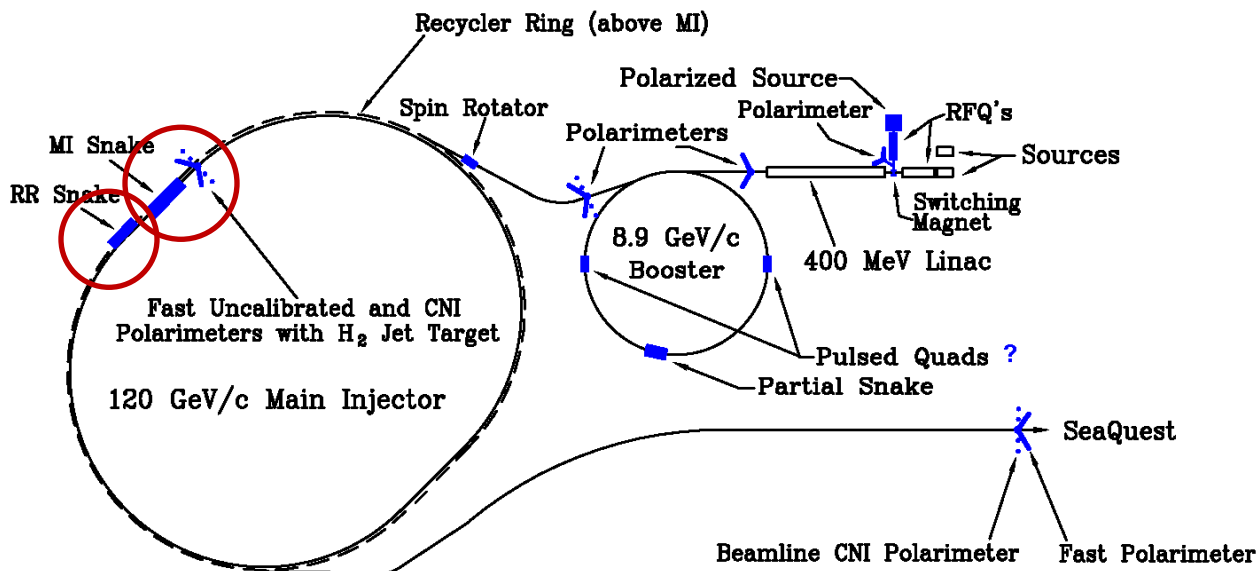 Recycler Ring (above MI)
Polarized Source
Spin Rotator
Polarimeter
RFQ's
Polarimeters
MI Snake
Sources
RR Snake
Switching
Magnet
8.9 GeV/c
Booster
400 MeV Linac
Fast Uncalibrated and CNI
Polarimeters with H₂ Jet Target
Pulsed Quads ?
Partial Snake
120 GeV/c Main Injector
SeaQuest
Beamline CNI Polarimeter
Fast Polarimeter